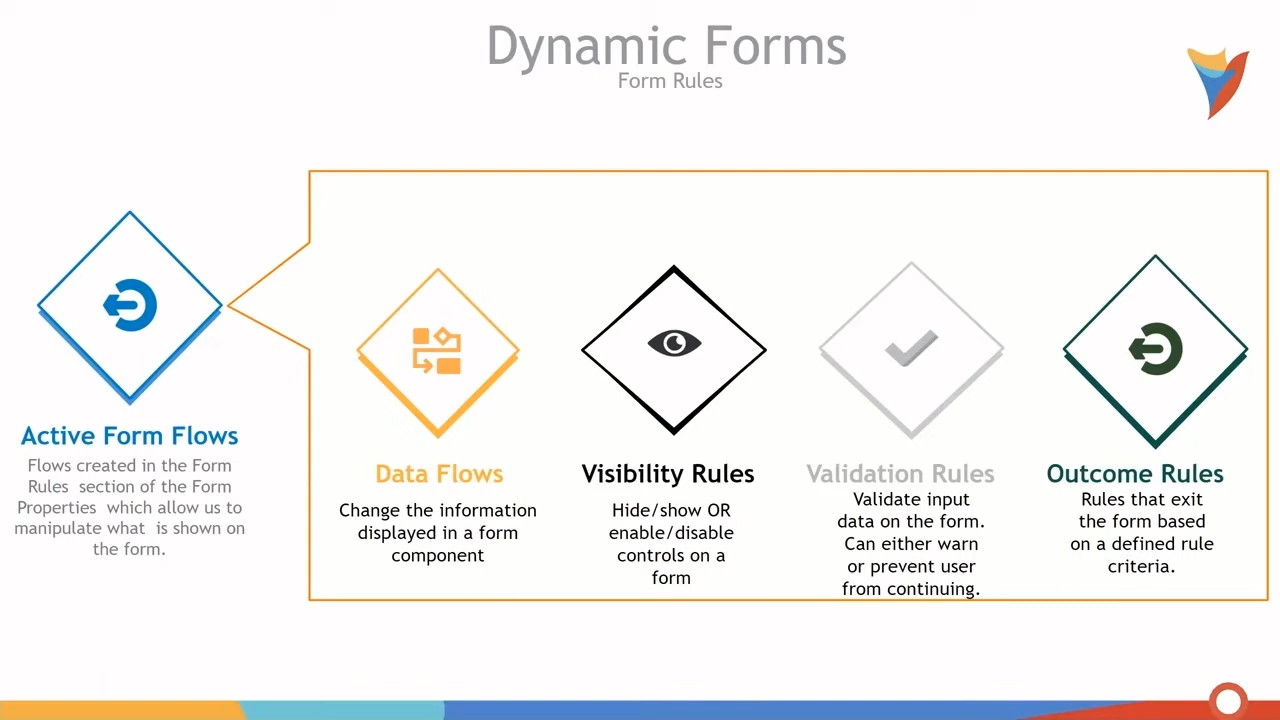 Dynamic Forms
Form Rules
Active Form Flows
Flows created in the Form
Rules section of the Form
Properties which allow us to
manipulate what is shown on
the form.
Data Flows
Change the information
displayed in a form
component
Visibility Rules
Hide/show OR
enable/disable
controls on a
form
Validation Rules
Validate input
data on the form.
Can either warn
or prevent user
from continuing.
Outcome Rules
Rules that exit
the form based
on a defined rule
criteria.